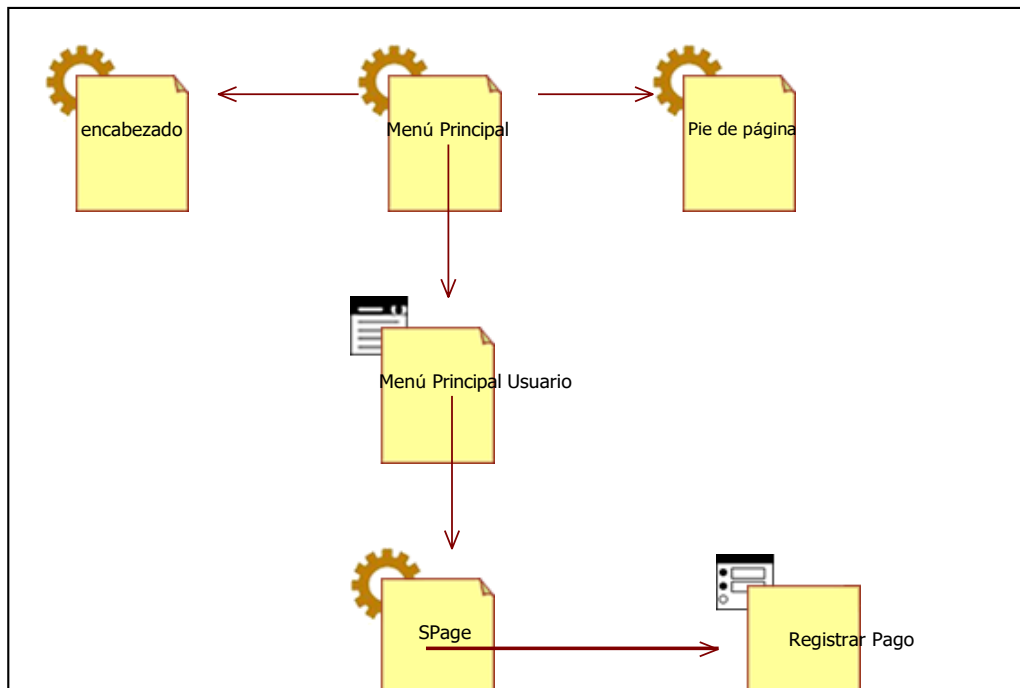 encabezado
Menú Principal
Pie de página
Menú Principal Usuario
SPage
Registrar Pago